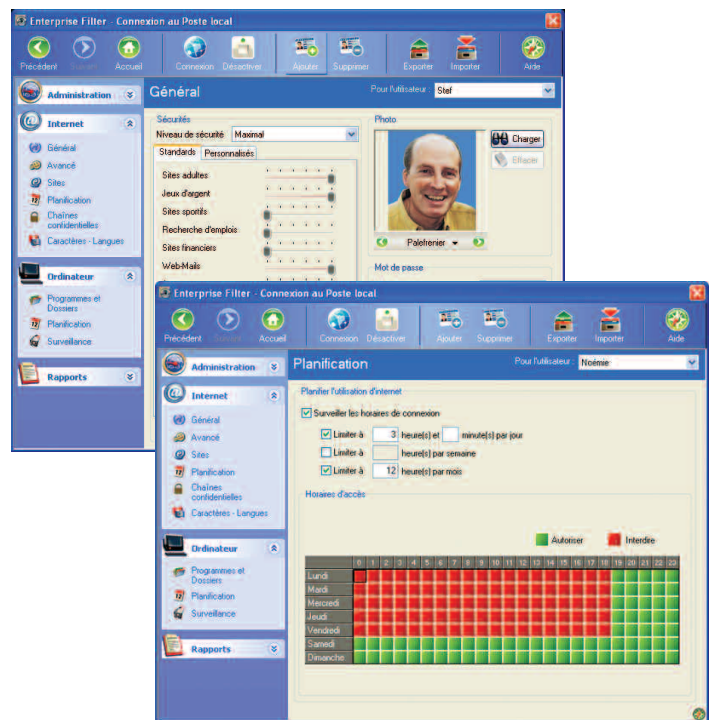 Enterprise Filter - Connexion au Poste local
Précédent Suivant Accueil Connexion Désactiver Ajouter Supprimer Exporter Importer Aide
Administration
Internet
Général
Avancé
Sites
Planification
Chaînes
confidentielles
Caractères - Langues
Ordinateur
Programmes et
Dossiers
Planification
Surveillance
Rapports
Général
Pour l'utilisateur : Stef
Sécurités
Niveau de sécurité Maximal
Standards Personnalisés
Sites adultes
Jeux d'argent
Sites sportifs
Recherche d'emplois
Sites financiers
Web-Mails
Photo
Charger
Effacer
Palefrenier
Mot de passe
Enterprise Filter - Connexion au Poste local
Précédent Suivant Accueil Connexion Désactiver Ajouter Supprimer Exporter Importer Aide
Administration
Internet
Général
Avancé
Sites
Planification
Chaînes
confidentielles
Caractères - Langues
Ordinateur
Programmes et
Dossiers
Planification
Surveillance
Rapports
Planification
Pour l'utilisateur : Noémie
Planifier l'utilisation d'internet
Surveiller les horaires de connexion
Limiter à 3 heure(s) et minute(s) par jour
Limiter à heure(s) par semaine
Limiter à 12 heure(s) par mois
Horaires d'accès
Autoriser Interdire
0 1 2 3 4 5 6 7 8 9 10 11 12 13 14 15 16 17 18 19 20 21 22 23
Lundi
Mardi
Mercredi
Jeudi
Vendredi
Samedi
Dimanche